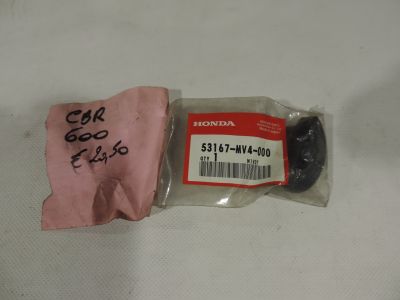 CBR
600
€ 2,50
HONDA
53167-MV4-000
QTY 1